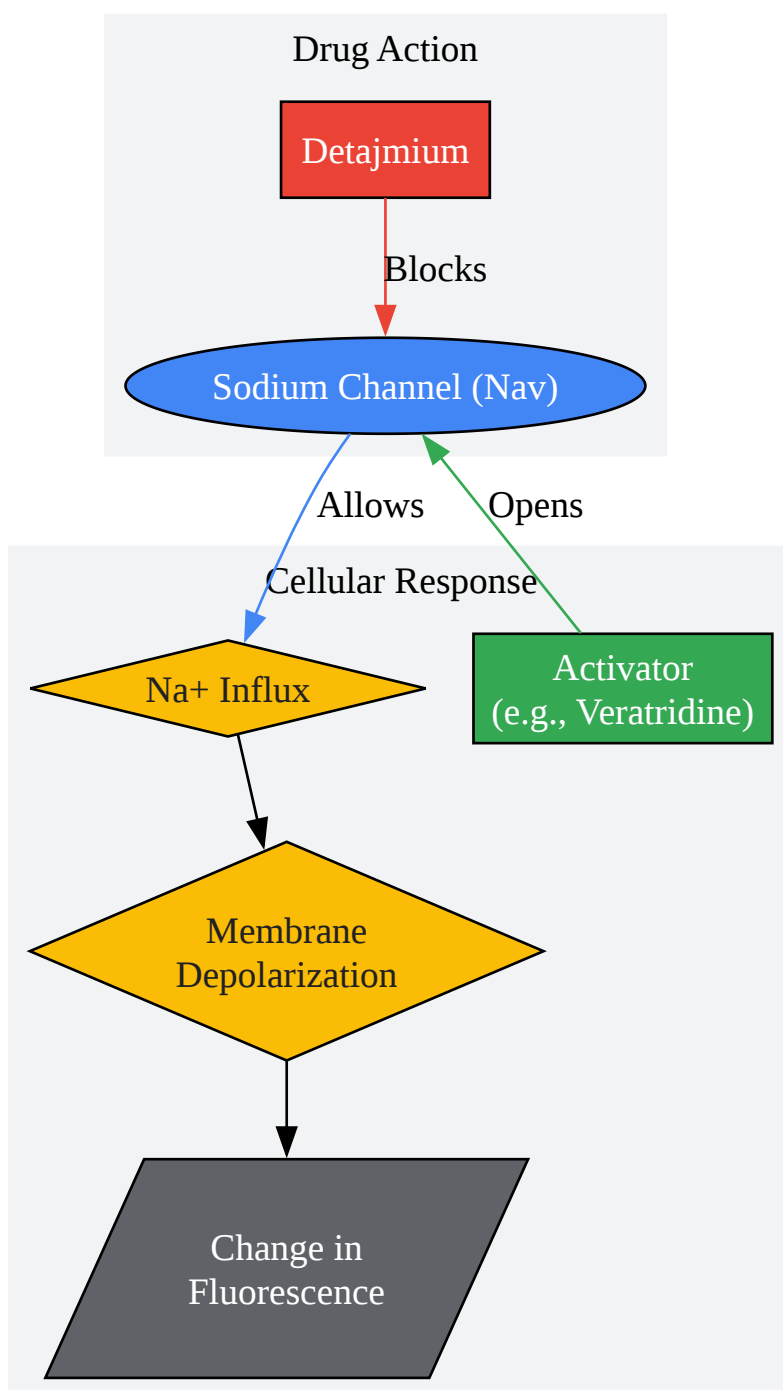 Drug Action
Detajmium
Blocks
Sodium Channel (Nav)
Allows
Opens
Cellular Response
Na+ Influx
Activator
(e.g., Veratridine)
Membrane
Depolarization
Change in
Fluorescence